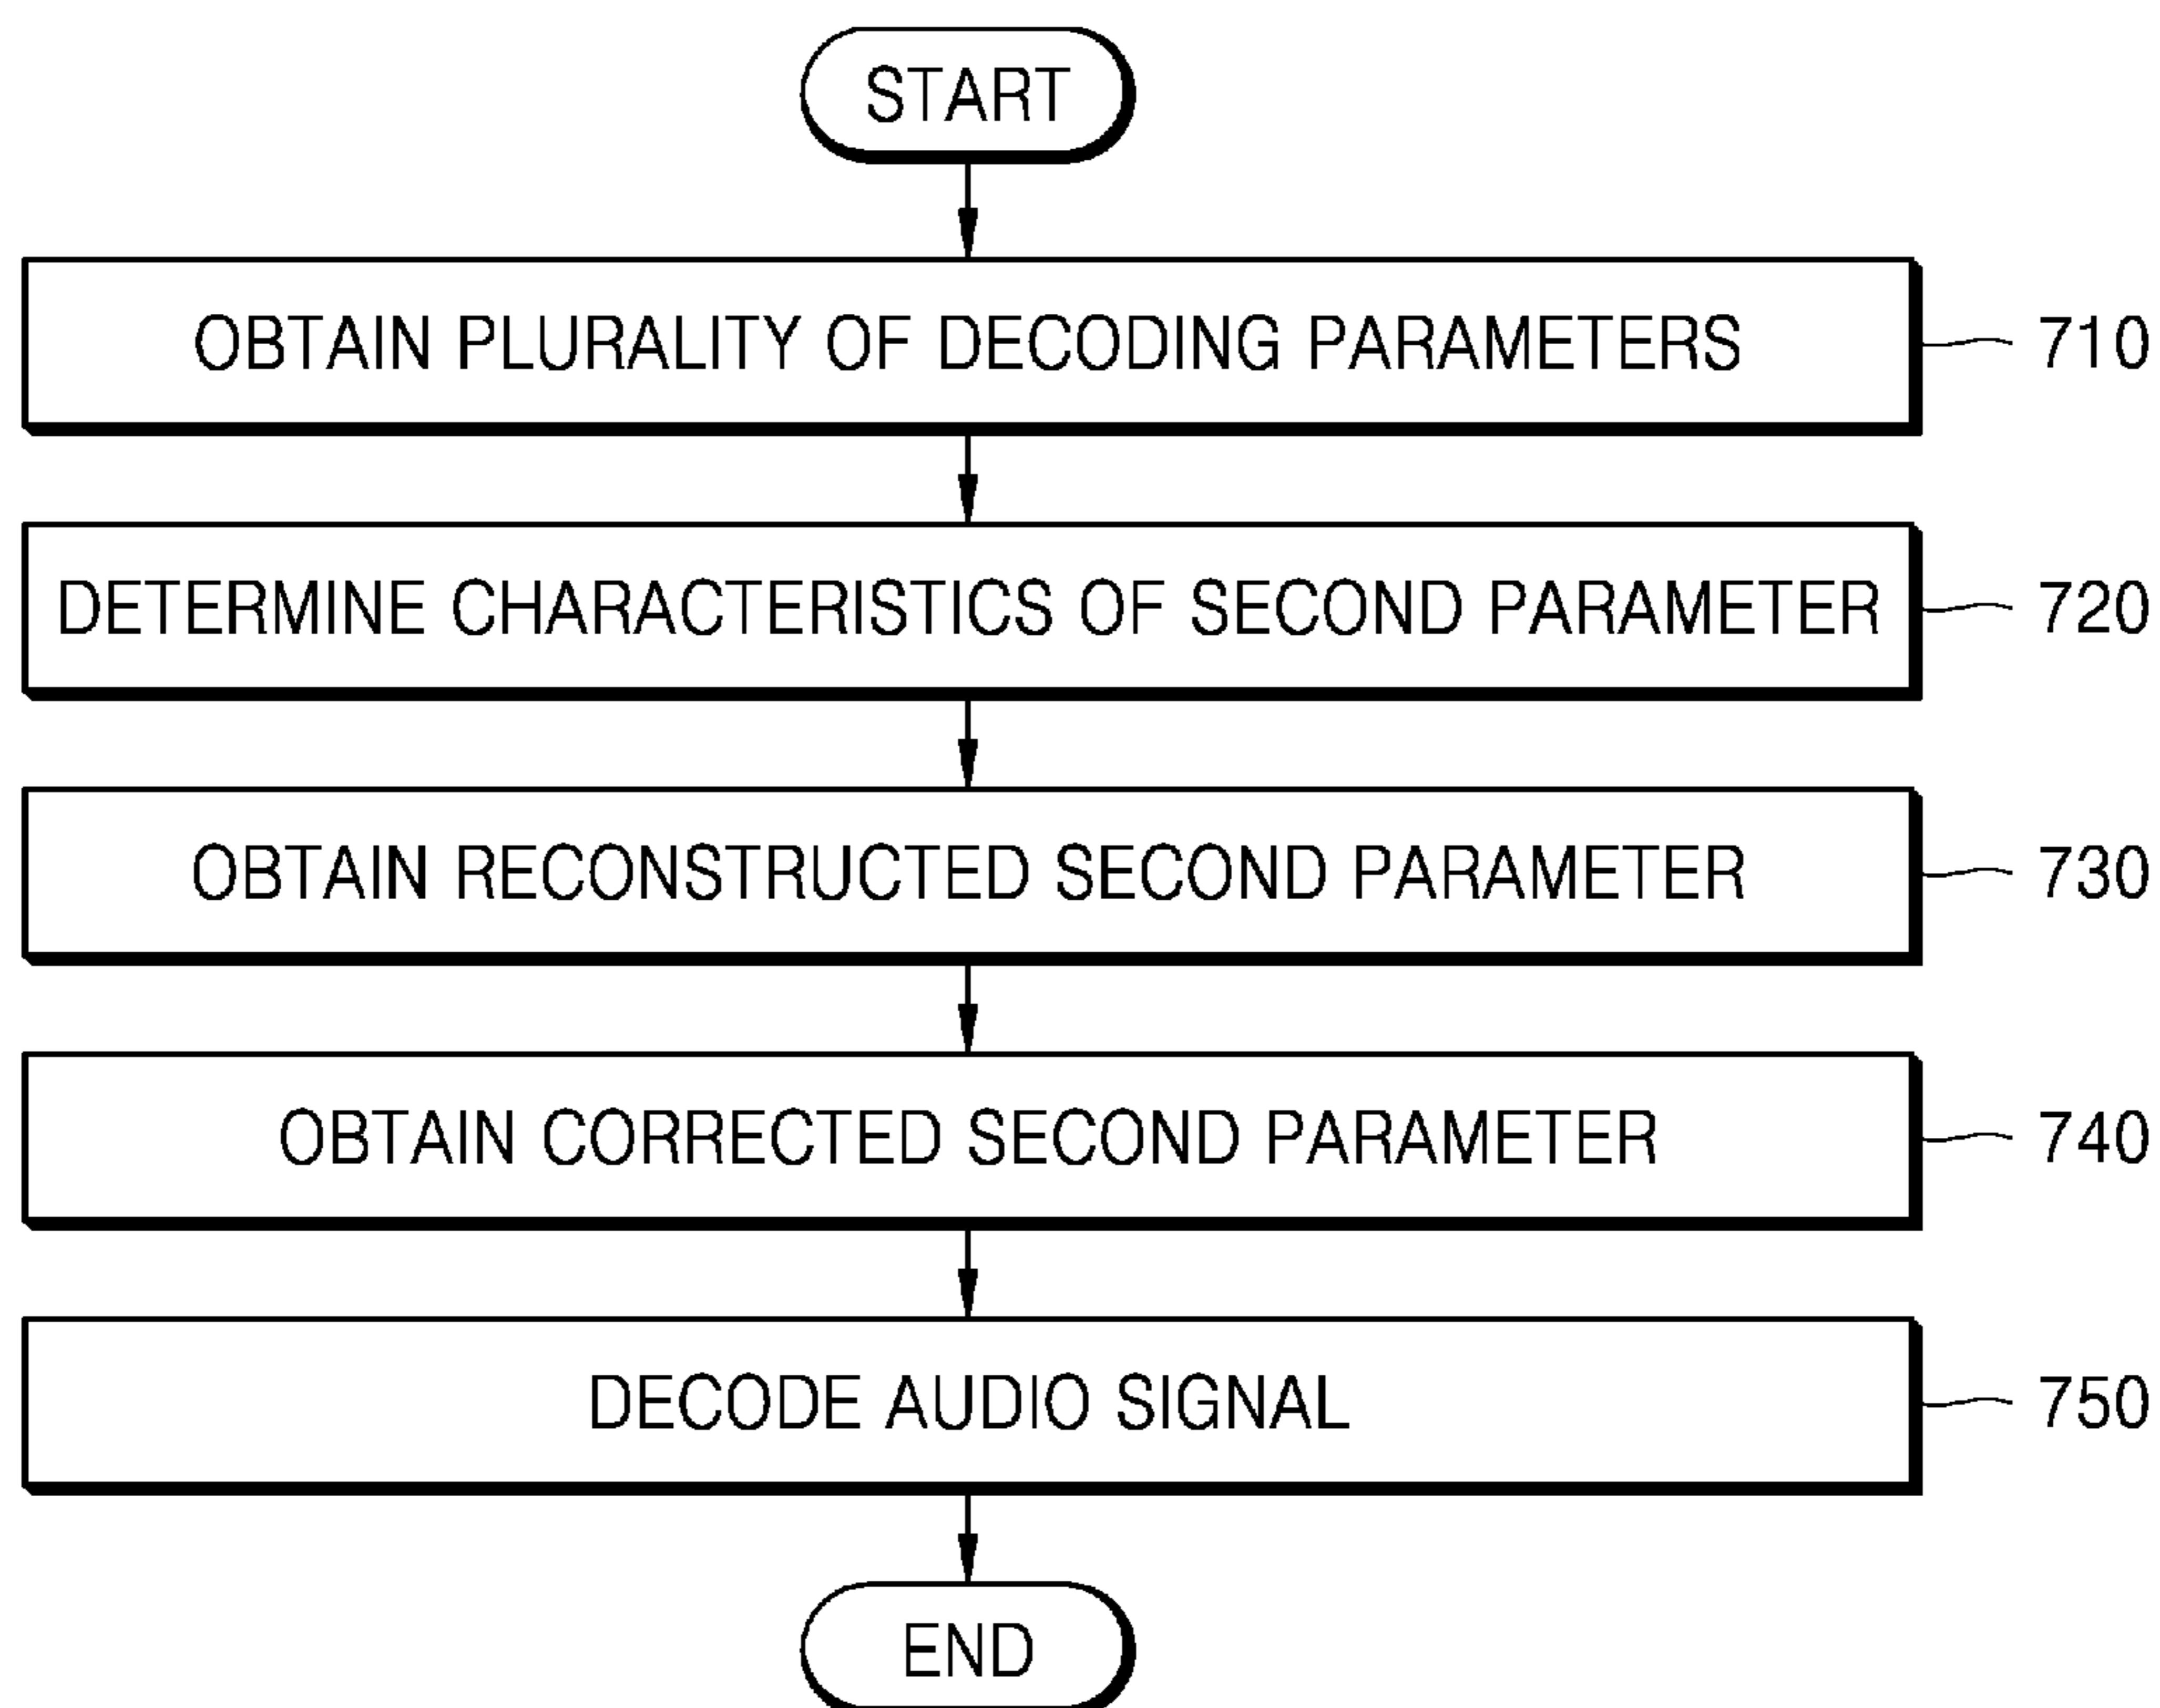 START
OBTAIN PLURALITY OF DECODING PARAMETERS
710
DETERMINE CHARACTERISTICS OF SECOND PARAMETER
720
OBTAIN RECONSTRUCTED SECOND PARAMETER
730
OBTAIN CORRECTED SECOND PARAMETER
740
DECODE AUDIO SIGNAL
750
END